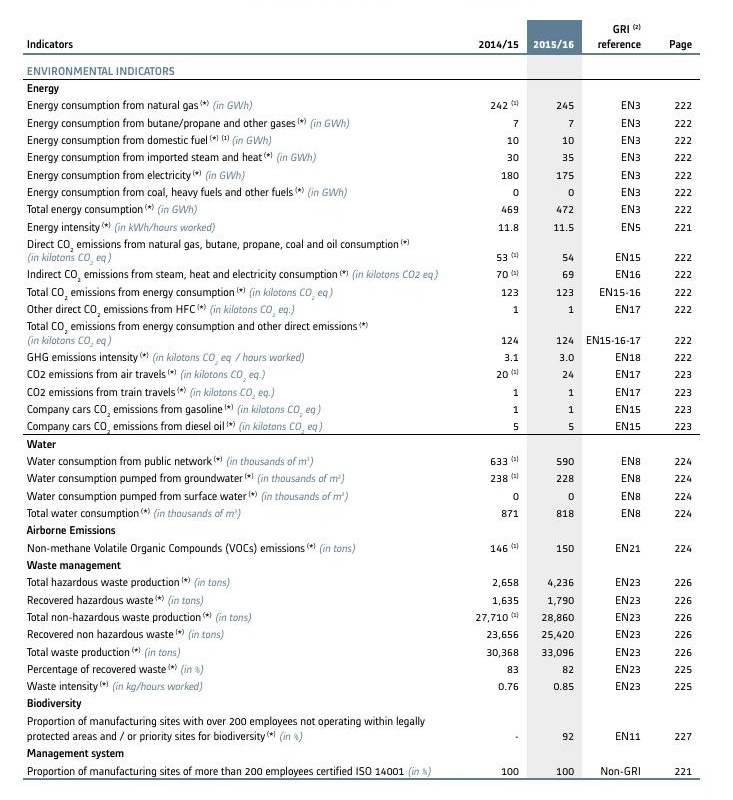 Indicators 2014/15 2015/16 GRI (2) reference Page
ENVIRONMENTAL INDICATORS
Energy
Energy consumption from natural gas (*) (in GWh) 242 (1) 245 EN3 222
Energy consumption from butane/propane and other gases (*) (in GWh) 7 7 EN3 222
Energy consumption from domestic fuel (*) (1) (in GWh) 10 10 EN3 222
Energy consumption from imported steam and heat (*) (in GWh) 30 35 EN3 222
Energy consumption from electricity (*) (in GWh) 180 175 EN3 222
Energy consumption from coal, heavy fuels and other fuels (*) (in GWh) 0 0 EN3 222
Total energy consumption (*) (in GWh) 469 472 EN3 222
Energy intensity (*) (in kWh/hours worked) 11.8 11.5 EN5 221
Direct CO2 emissions from natural gas, butane, propane, coal and oil consumption (*)
(in kilotons CO2 eq) 53 (1) 54 EN15 222
Indirect CO2 emissions from steam, heat and electricity consumption (*) (in kilotons CO2 eq) 70 (1) 69 EN16 222
Total CO2 emissions from energy consumption (*) (in kilotons CO2 eq) 123 123 EN15-16 222
Other direct CO2 emissions from HFC (*) (in kilotons CO2 eq.) 1 1 EN17 222
Total CO2 emissions from energy consumption and other direct emissions (*)
(in kilotons CO2 eq) 124 124 EN15-16-17 222
GHG emissions intensity (*) (in kilotons CO2 eq / hours worked) 3.1 3.0 EN18 222
CO2 emissions from air travels (*) (in kilotons CO2 eq.) 20 (1) 24 EN17 223
CO2 emissions from train travels (*) (in kilotons CO2 eq.) 1 1 EN17 223
Company cars CO2 emissions from gasoline (*) (in kilotons CO2 eq) 1 1 EN15 223
Company cars CO2 emissions from diesel oil (*) (in kilotons CO2 eq) 5 5 EN15 223
Water
Water consumption from public network (*) (in thousands of m³) 633 (1) 590 EN8 224
Water consumption pumped from groundwater (*) (in thousands of m³) 238 (1) 228 EN8 224
Water consumption pumped from surface water (*) (in thousands of m³) 0 0 EN8 224
Total water consumption (*) (in thousands of m³) 871 818 EN8 224
Airborne Emissions
Non-methane Volatile Organic Compounds (VOCs) emissions (*) (in tons) 146 (1) 150 EN21 224
Waste management
Total hazardous waste production (*) (in tons) 2,658 4,236 EN23 226
Recovered hazardous waste (*) (in tons) 1,635 1,790 EN23 226
Total non-hazardous waste production (*) (in tons) 27,710 (1) 28,860 EN23 226
Recovered non hazardous waste (*) (in tons) 23,656 25,420 EN23 226
Total waste production (*) (in tons) 30,368 33,096 EN23 226
Percentage of recovered waste (*) (in %) 83 82 EN23 225
Waste intensity (*) (in kg/hours worked) 0.76 0.85 EN23 225
Biodiversity
Proportion of manufacturing sites with over 200 employees not operating within legally
protected areas and / or priority sites for biodiversity (*) (in %) - 92 EN11 227
Management system
Proportion of manufacturing sites of more than 200 employees certified ISO 14001 (in %) 100 100 Non-GRI 221